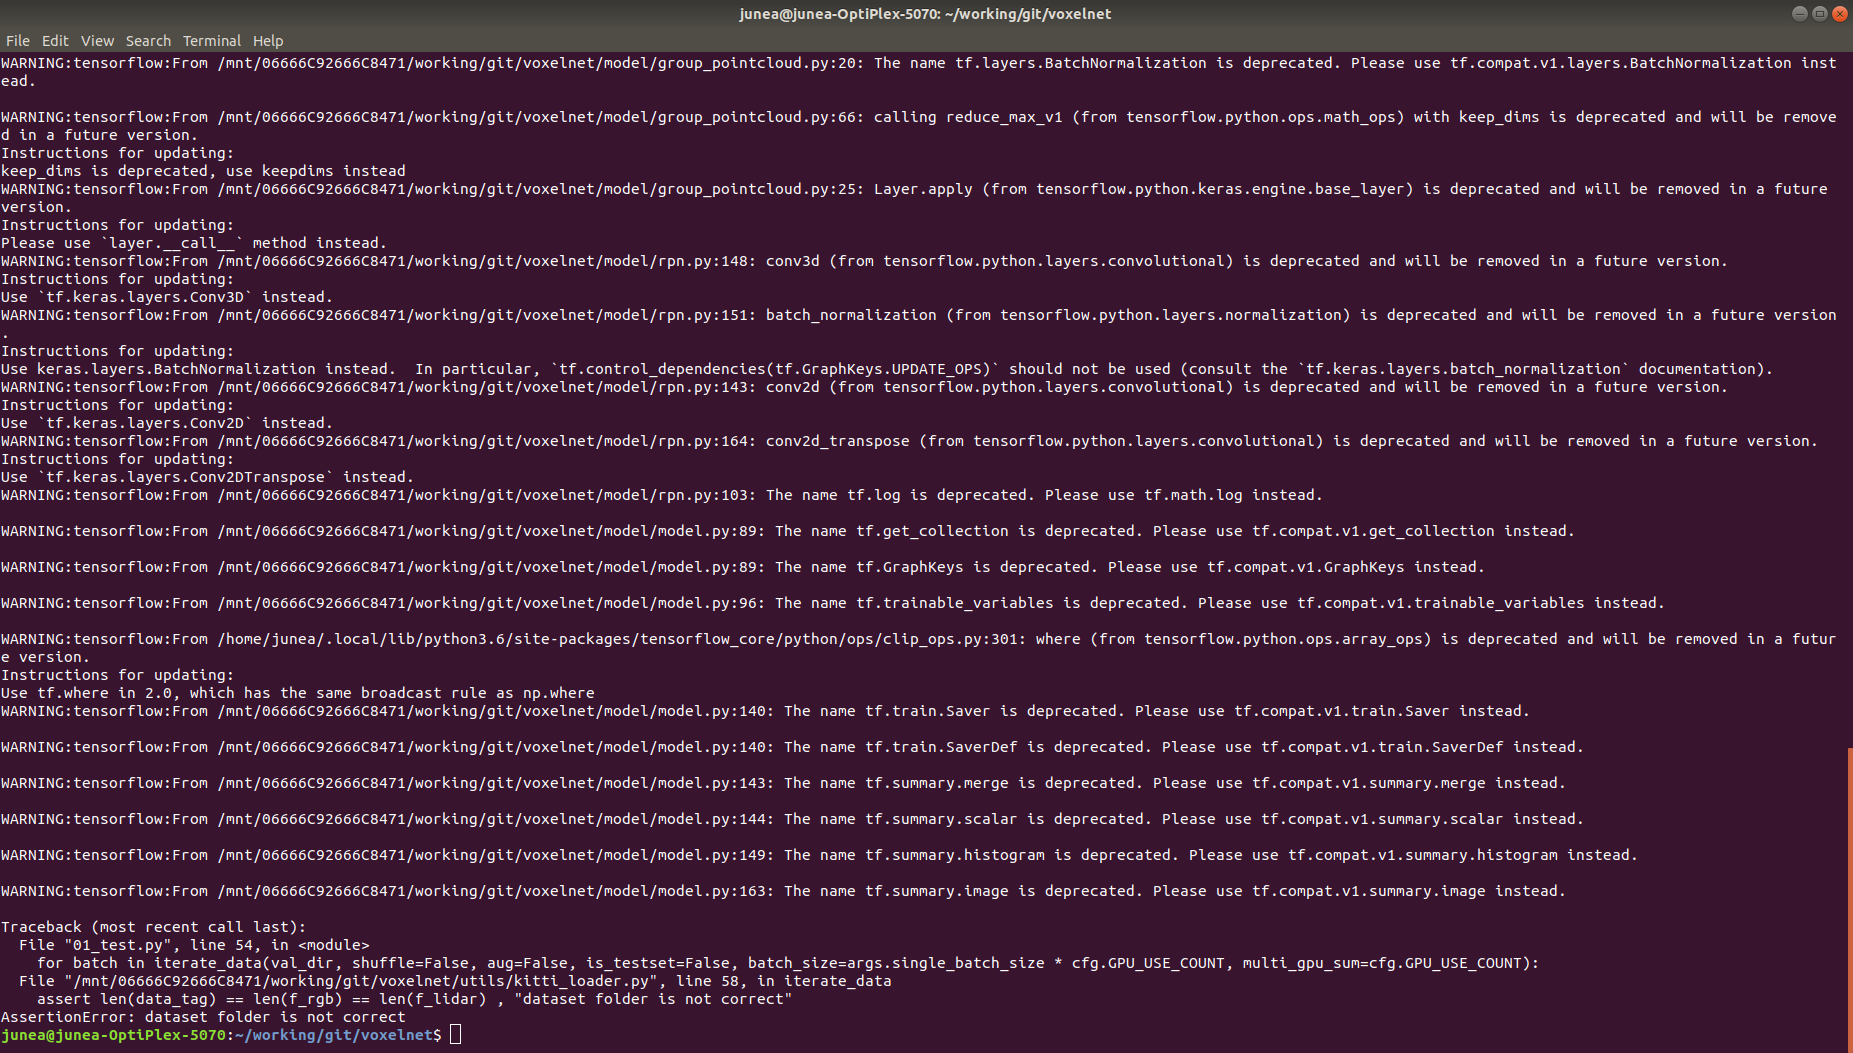 junea@junea-OptiPlex-5070: ~/working/git/voxelnet
File Edit View Search Terminal Help
WARNING:tensorflow:From /mnt/06666C92666C8471/working/git/voxelnet/model/group_pointcloud.py:20: The name tf.layers.BatchNormalization is deprecated. Please use tf.compat.v1.layers.BatchNormalization inst
ead.
WARNING:tensorflow:From /mnt/06666C92666C8471/working/git/voxelnet/model/group_pointcloud.py:66: calling reduce_max_v1 (from tensorflow.python.ops.math_ops) with keep_dims is deprecated and will be remove
d in a future version.
Instructions for updating:
keep_dims is deprecated, use keepdims instead
WARNING:tensorflow:From /mnt/06666C92666C8471/working/git/voxelnet/model/group_pointcloud.py:25: Layer.apply (from tensorflow.python.keras.engine.base_layer) is deprecated and will be removed in a future
version.
Instructions for updating:
Please use `layer.__call__` method instead.
WARNING:tensorflow:From /mnt/06666C92666C8471/working/git/voxelnet/model/rpn.py:148: conv3d (from tensorflow.python.layers.convolutional) is deprecated and will be removed in a future version.
Instructions for updating:
Use `tf.keras.layers.Conv3D` instead.
WARNING:tensorflow:From /mnt/06666C92666C8471/working/git/voxelnet/model/rpn.py:151: batch_normalization (from tensorflow.python.layers.normalization) is deprecated and will be removed in a future version
.
Instructions for updating:
Use keras.layers.BatchNormalization instead.  In particular, `tf.control_dependencies(tf.GraphKeys.UPDATE_OPS)` should not be used (consult the `tf.keras.layers.batch_normalization` documentation).
WARNING:tensorflow:From /mnt/06666C92666C8471/working/git/voxelnet/model/rpn.py:143: conv2d (from tensorflow.python.layers.convolutional) is deprecated and will be removed in a future version.
Instructions for updating:
Use `tf.keras.layers.Conv2D` instead.
WARNING:tensorflow:From /mnt/06666C92666C8471/working/git/voxelnet/model/rpn.py:164: conv2d_transpose (from tensorflow.python.layers.convolutional) is deprecated and will be removed in a future version.
Instructions for updating:
Use `tf.keras.layers.Conv2DTranspose` instead.
WARNING:tensorflow:From /mnt/06666C92666C8471/working/git/voxelnet/model/rpn.py:103: The name tf.log is deprecated. Please use tf.math.log instead.
WARNING:tensorflow:From /mnt/06666C92666C8471/working/git/voxelnet/model/model.py:89: The name tf.get_collection is deprecated. Please use tf.compat.v1.get_collection instead.
WARNING:tensorflow:From /mnt/06666C92666C8471/working/git/voxelnet/model/model.py:89: The name tf.GraphKeys is deprecated. Please use tf.compat.v1.GraphKeys instead.
WARNING:tensorflow:From /mnt/06666C92666C8471/working/git/voxelnet/model/model.py:96: The name tf.trainable_variables is deprecated. Please use tf.compat.v1.trainable_variables instead.
WARNING:tensorflow:From /home/junea/.local/lib/python3.6/site-packages/tensorflow_core/python/ops/clip_ops.py:301: where (from tensorflow.python.ops.array_ops) is deprecated and will be removed in a futur
e version.
Instructions for updating:
Use tf.where in 2.0, which has the same broadcast rule as np.where
WARNING:tensorflow:From /mnt/06666C92666C8471/working/git/voxelnet/model/model.py:140: The name tf.train.Saver is deprecated. Please use tf.compat.v1.train.Saver instead.
WARNING:tensorflow:From /mnt/06666C92666C8471/working/git/voxelnet/model/model.py:140: The name tf.train.SaverDef is deprecated. Please use tf.compat.v1.train.SaverDef instead.
WARNING:tensorflow:From /mnt/06666C92666C8471/working/git/voxelnet/model/model.py:143: The name tf.summary.merge is deprecated. Please use tf.compat.v1.summary.merge instead.
WARNING:tensorflow:From /mnt/06666C92666C8471/working/git/voxelnet/model/model.py:144: The name tf.summary.scalar is deprecated. Please use tf.compat.v1.summary.scalar instead.
WARNING:tensorflow:From /mnt/06666C92666C8471/working/git/voxelnet/model/model.py:149: The name tf.summary.histogram is deprecated. Please use tf.compat.v1.summary.histogram instead.
WARNING:tensorflow:From /mnt/06666C92666C8471/working/git/voxelnet/model/model.py:163: The name tf.summary.image is deprecated. Please use tf.compat.v1.summary.image instead.
Traceback (most recent call last):
  File "01_test.py", line 54, in <module>
    for batch in iterate_data(val_dir, shuffle=False, aug=False, is_testset=False, batch_size=args.single_batch_size * cfg.GPU_USE_COUNT, multi_gpu_sum=cfg.GPU_USE_COUNT):
  File "/mnt/06666C92666C8471/working/git/voxelnet/utils/kitti_loader.py", line 58, in iterate_data
    assert len(data_tag) == len(f_rgb) == len(f_lidar) , "dataset folder is not correct"
AssertionError: dataset folder is not correct
junea@junea-OptiPlex-5070:~/working/git/voxelnet$